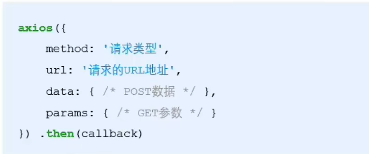 axios({
    method: '请求类型',
    url: '请求的URL地址',
    data: { /* POST数据 */ },
    params: { /* GET参数 */ }
}) .then(callback)